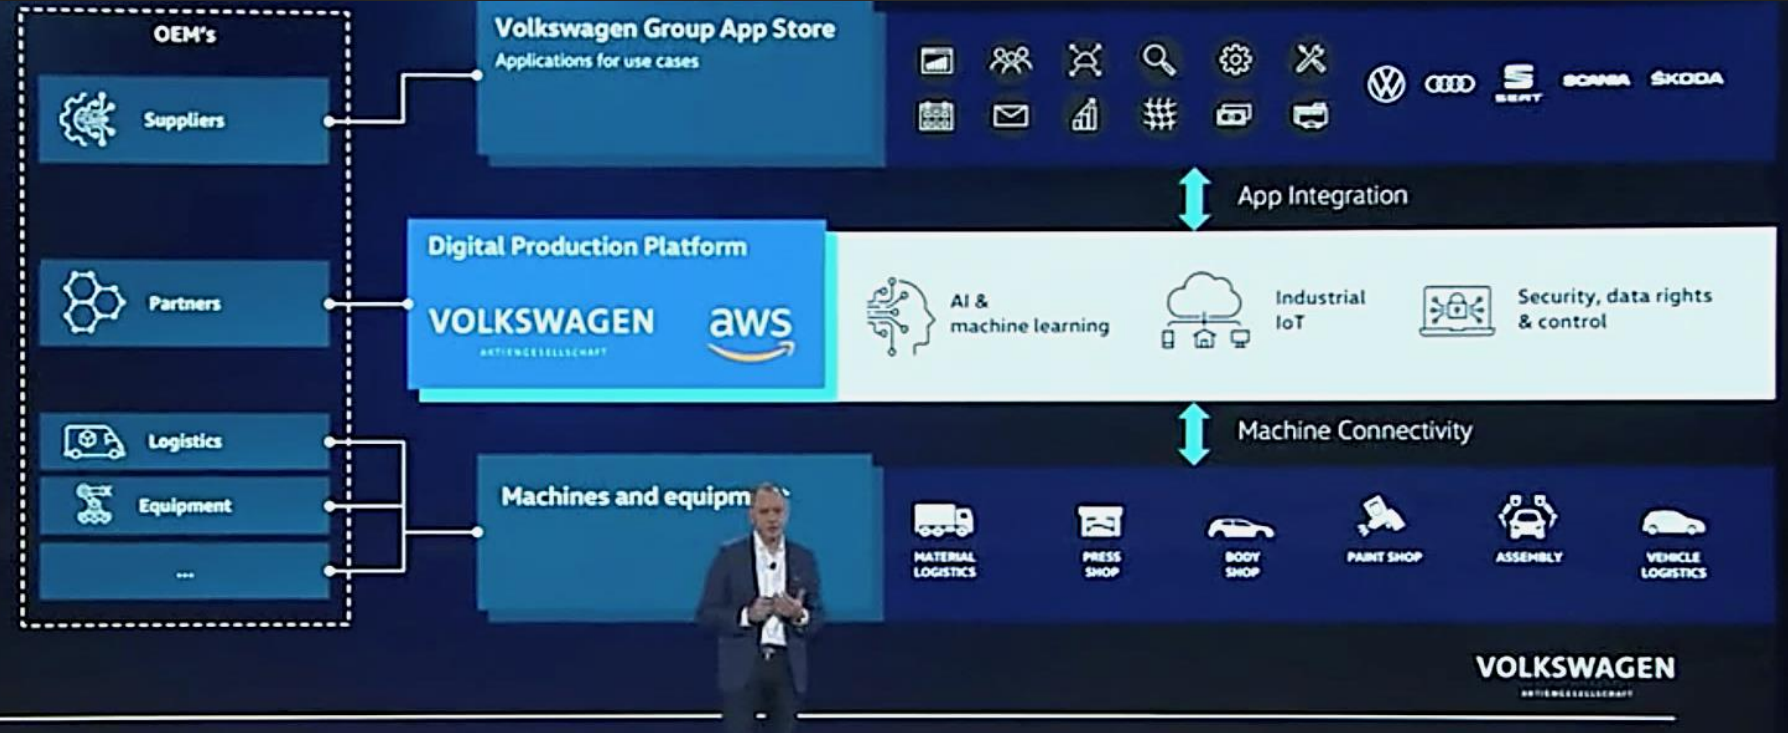 OEM's
Suppliers
Partners
Logistics
Equipment
...
Volkswagen Group App Store
Applications for use cases
SEAT
SCANIA
ŠKODA
App Integration
Digital Production Platform
VOLKSWAGEN
AKTIENGESELLSCHAFT
aws
AI &
machine learning
Industrial
IoT
Security, data rights
& control
Machine Connectivity
Machines and equipm
MATERIAL
LOGISTICS
PRESS
SHOP
BODY
SHOP
PAINT SHOP
ASSEMBLY
VEHICLE
LOGISTICS
VOLKSWAGEN
AKTIENGESELLSCHAFT